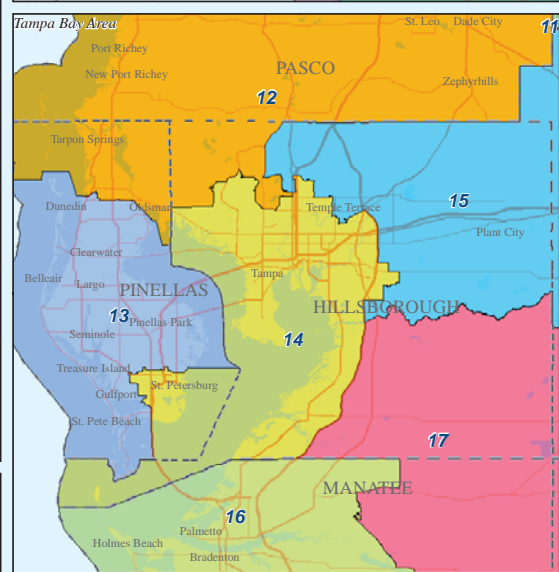 Tampa Bay Area
St. Leo Dade City
11
Port Richey
New Port Richey
PASCO
Zephyrhills
12
Tarpon Springs
Dunedin
Oldsmar
Temple Terrace
15
Plant City
Clearwater
Tampa
Belleair
Largo
PINELLAS
HILLSBOROUGH
13
Pinellas Park
Seminole
14
Treasure Island
St. Petersburg
Gulfport
St. Pete Beach
17
MANATEE
16
Palmetto
Holmes Beach
Bradenton